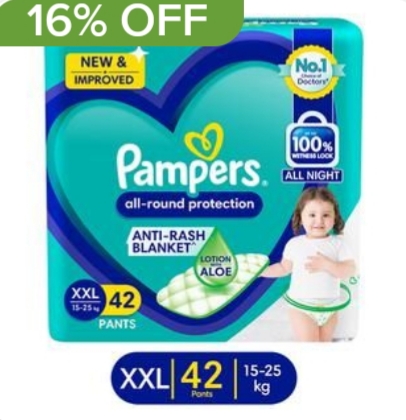 16% OFF
NEW &
IMPROVED
No.1
Choice of
Doctors*
100%
WETNESS LOCK
ALL NIGHT
Pampers
all-round protection
ANTI-RASH
BLANKET^
LOTION
WITH
ALOE
XXL
15-25 kg
42
PANTS
XXL
42
Pants
15-25
kg